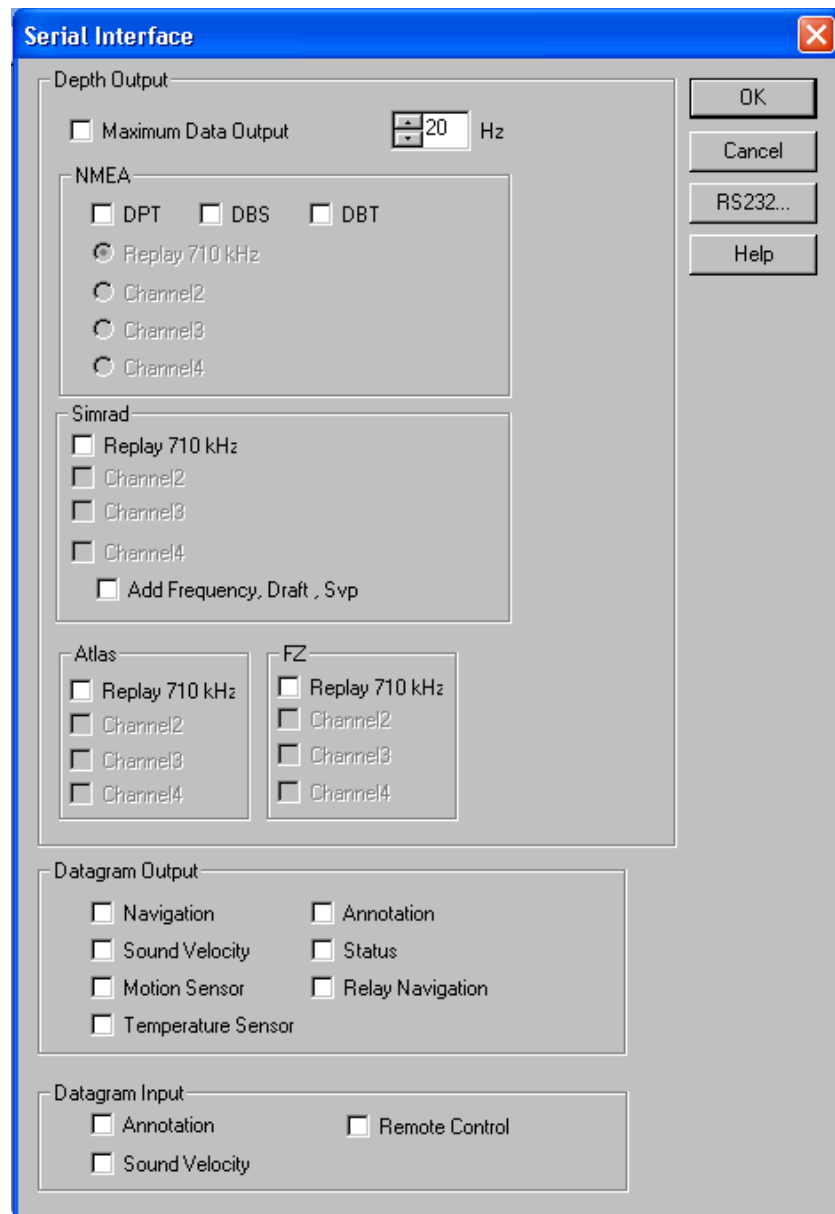 Serial Interface
Depth Output
OK
Maximum Data Output 20 Hz
Cancel
NMEA
RS232...
DPT DBS DBT
Replay 710 kHz
Help
Channel2
Channel3
Channel4
Simrad
Replay 710 kHz
Channel2
Channel3
Channel4
Add Frequency, Draft , Svp
Atlas
Replay 710 kHz
Channel2
Channel3
Channel4
FZ
Replay 710 kHz
Channel2
Channel3
Channel4
Datagram Output
Navigation
Sound Velocity
Motion Sensor
Temperature Sensor
Annotation
Status
Relay Navigation
Datagram Input
Annotation
Sound Velocity
Remote Control